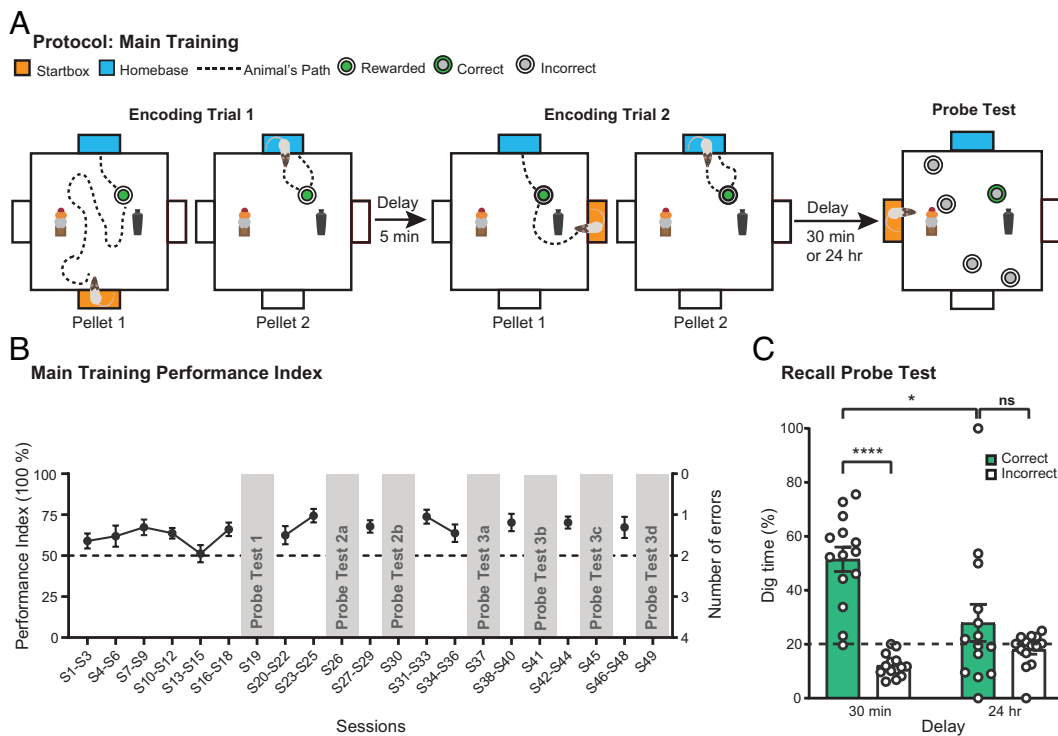 A
Protocol: Main Training
Startbox Homebase Animal's Path Rewarded Correct Incorrect
Encoding Trial 1 Encoding Trial 2 Probe Test
Delay
5 min
Delay
30 min
or 24 hr
Pellet 1 Pellet 2 Pellet 1 Pellet 2
B
Main Training Performance Index
Performance Index (100 %)
100
75
50
25
0
Probe Test 1
Probe Test 2a
Probe Test 2b
Probe Test 3a
Probe Test 3b
Probe Test 3c
Probe Test 3d
0
1
2
3
4
Number of errors
S1-S3 S4-S6 S7-S9 S10-S12 S13-S15 S16-S18 S19 S20-S22 S23-S25 S26 S27-S29 S30 S31-S33 S34-S36 S37 S38-S40 S41 S42-S44 S45 S46-S48 S49
Sessions
C
Recall Probe Test
* ns
****
Correct
Incorrect
Dig time (%)
100
80
60
40
20
0
30 min 24 hr
Delay